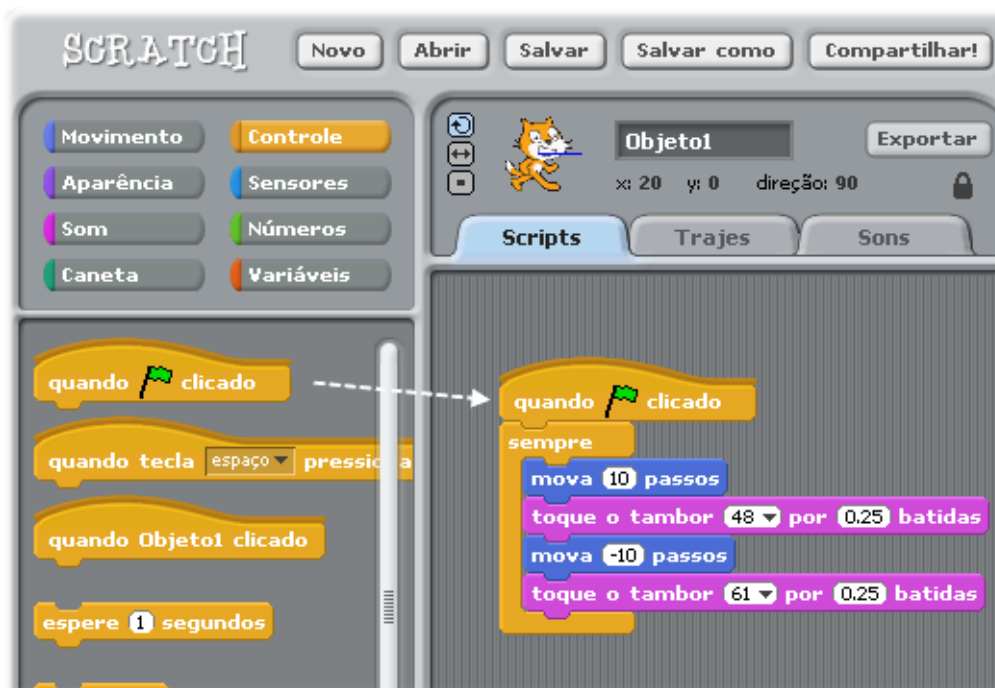 SCRATCH Novo Abrir Salvar Salvar como Compartilhar!
Movimento Controle
Aparência Sensores
Som Números
Caneta Variáveis
Objeto1 Exportar
x: 20 y: 0 direção: 90
Scripts Trajes Sons
quando clicado
quando tecla espaço pressiona
quando Objeto1 clicado
espere 1 segundos
quando clicado
sempre
mova 10 passos
toque o tambor 48 por 0.25 batidas
mova -10 passos
toque o tambor 61 por 0.25 batidas